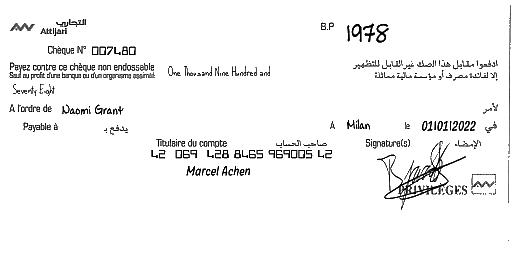 التجاري
Attijari
B.P 1978
Chèque N° 007480
Payez contre ce chèque non endossable
Sauf au profit d'une banque ou d'un organisme assimilé
One Thousand Nine Hundred and
ادفعوا مقابل هذا الصك غير القابل للتظهير
إلا لفائدة مصرف أو مؤسسة مالية مماثلة
Seventy Eight
A l'ordre de Naomi Grant لأمر
Payable à يدفع بـ
A Milan le 01/01/2022 في
Titulaire du compte صاحب الحساب
Signature(s) الإمضاء
42 069 428 8465 969005 42
Marcel Achen
PRIVILEGES